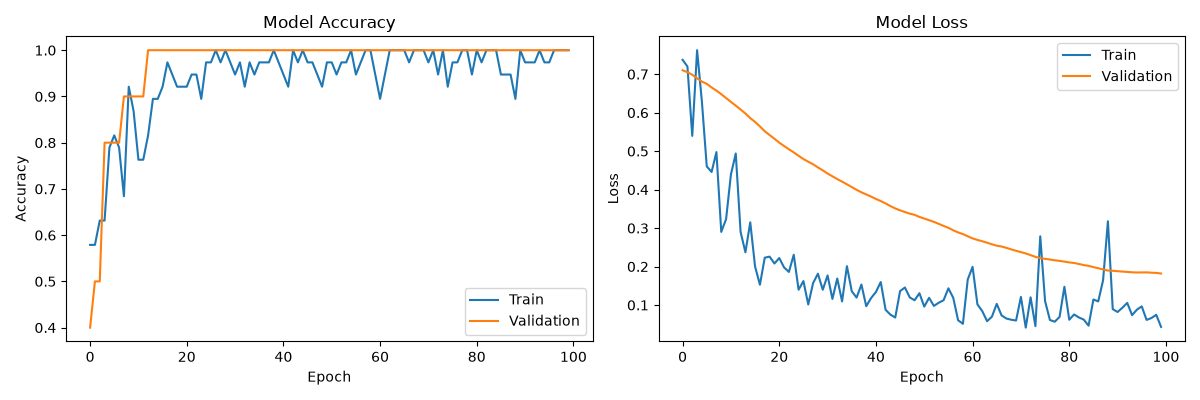 Model Accuracy
1.0
0.9
0.8
0.7
0.6
0.5
0.4
Accuracy
0 20 40 60 80 100
Epoch
Train
Validation
Model Loss
0.7
0.6
0.5
0.4
0.3
0.2
0.1
Loss
0 20 40 60 80 100
Epoch
Train
Validation